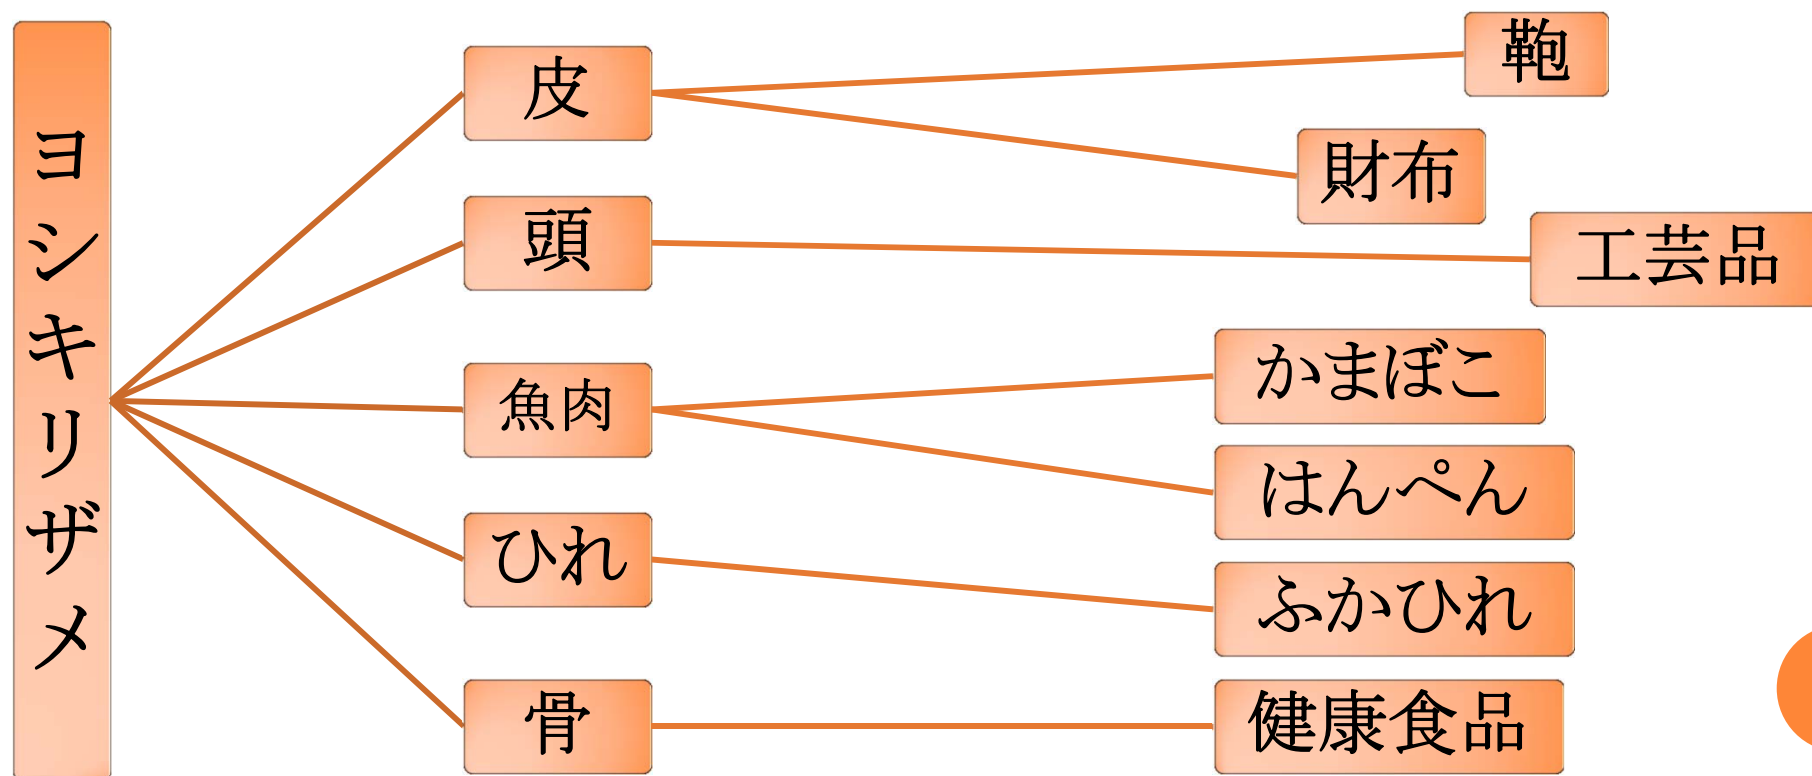 ヨシキリザメ
皮
鞄
財布
頭
工芸品
魚肉
かまぼこ
はんぺん
ひれ
ふかひれ
骨
健康食品